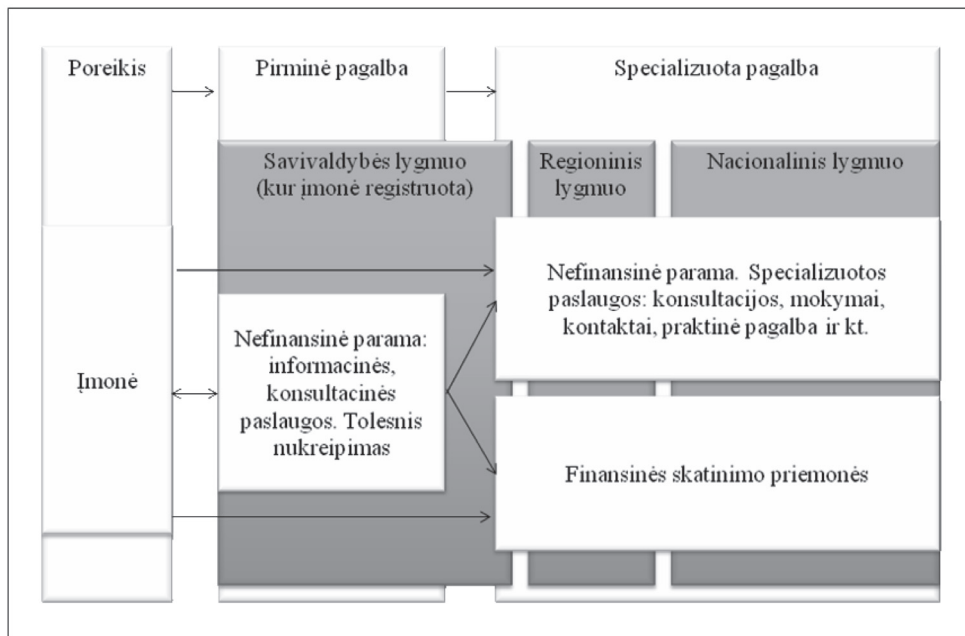 Poreikis
Pirminė pagalba
Specializuota pagalba
Savivaldybės lygmuo
(kur įmonė registruota)
Regioninis
lygmuo
Nacionalinis lygmuo
Įmonė
Nefinansinė parama:
informacinės,
konsultacinės
paslaugos. Tolesnis
nukreipimas
Nefinansinė parama. Specializuotos
paslaugos: konsultacijos, mokymai,
kontaktai, praktinė pagalba ir kt.
Finansinės skatinimo priemonės